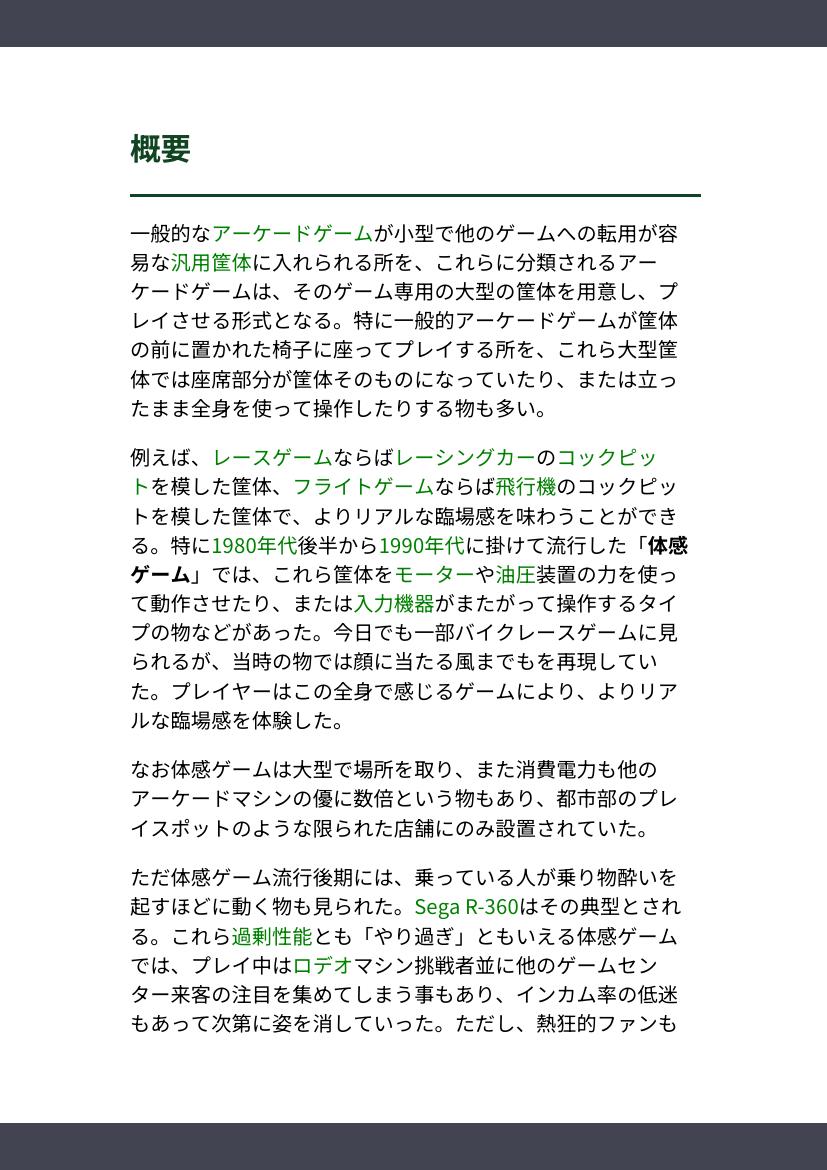 概要
一般的なアーケードゲームが小型で他のゲームへの転用が容
易な汎用筐体に入れられる所を、これらに分類されるアー
ケードゲームは、そのゲーム専用の大型の筐体を用意し、プ
レイさせる形式となる。特に一般的アーケードゲームが筐体
の前に置かれた椅子に座ってプレイする所を、これら大型筐
体では座席部分が筐体そのものになっていたり、または立っ
たまま全身を使って操作したりする物も多い。
例えば、レースゲームならばレーシングカーのコックピッ
トを模した筐体、フライトゲームならば飛行機のコックピッ
トを模した筐体で、よりリアルな臨場感を味わうことができ
る。特に1980年代後半から1990年代に掛けて流行した「体感
ゲーム」では、これら筐体をモーターや油圧装置の力を使っ
て動作させたり、または入力機器がまたがって操作するタイ
プの物などがあった。今日でも一部バイクレースゲームに見
られるが、当時の物では顔に当たる風までもを再現してい
た。プレイヤーはこの全身で感じるゲームにより、よりリア
ルな臨場感を体験した。
なお体感ゲームは大型で場所を取り、また消費電力も他の
アーケードマシンの優に数倍という物もあり、都市部のプレ
イスポットのような限られた店舗にのみ設置されていた。
ただ体感ゲーム流行後期には、乗っている人が乗り物酔いを
起すほどに動く物も見られた。Sega R-360はその典型とされ
る。これら過剰性能とも「やり過ぎ」ともいえる体感ゲーム
では、プレイ中はロデオマシン挑戦者並に他のゲームセン
ター来客の注目を集めてしまう事もあり、インカム率の低迷
もあって次第に姿を消していった。ただし、熱狂的ファンも